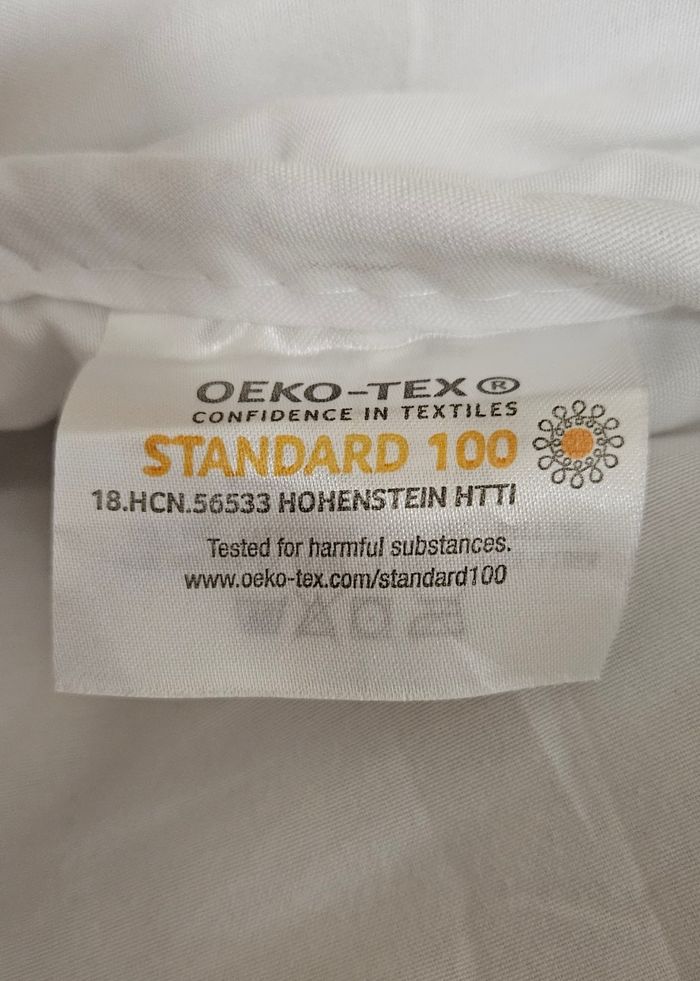 OEKO-TEX®
CONFIDENCE IN TEXTILES
STANDARD 100
18.HCN.56533 HOHENSTEIN HTTI
Tested for harmful substances.
www.oeko-tex.com/standard100